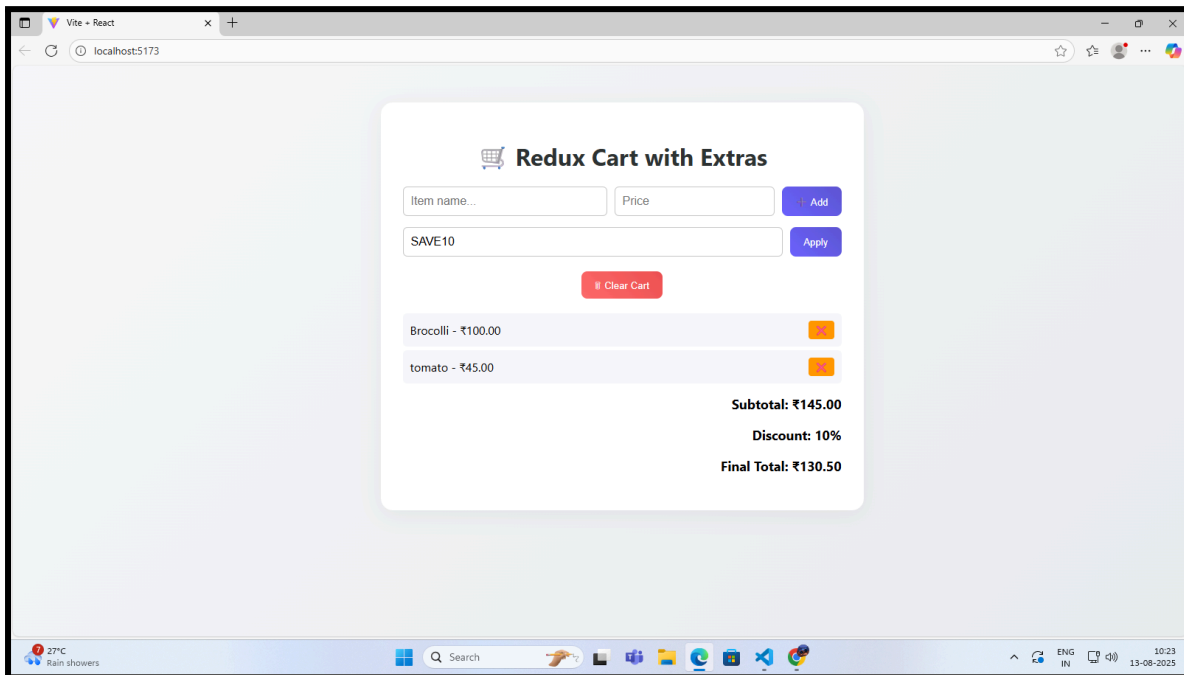 Vite + React
localhost:5173
🛒 Redux Cart with Extras
Item name...
Price
+ Add
SAVE10
Apply
Clear Cart
Brocolli - ₹100.00
tomato - ₹45.00
Subtotal: ₹145.00
Discount: 10%
Final Total: ₹130.50
7
27°C
Rain showers
Search
ENG
IN
10:23
13-08-2025